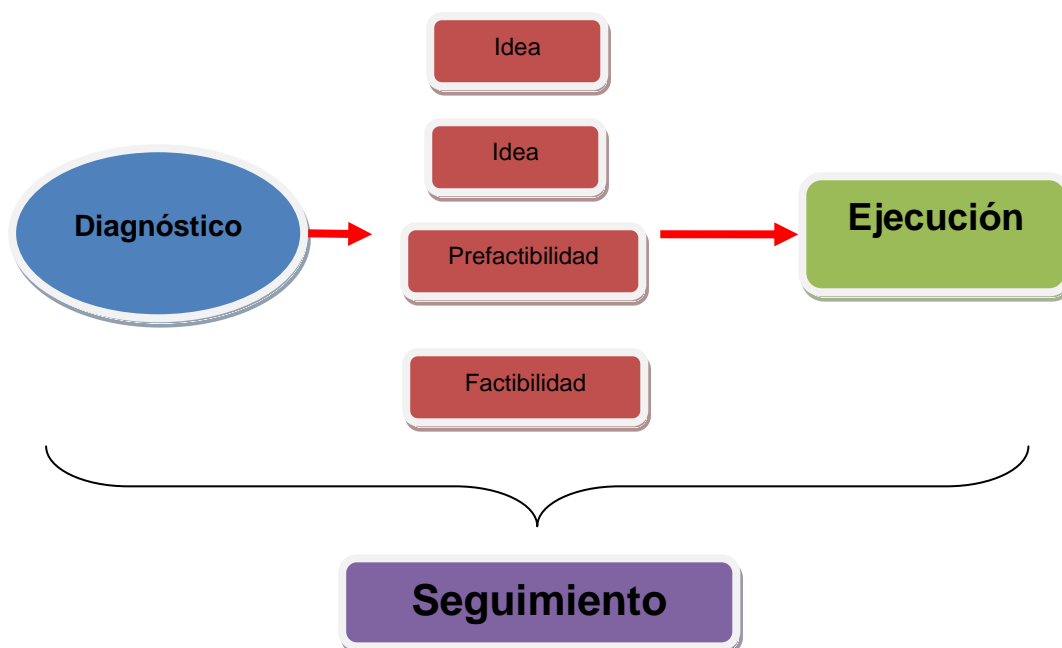 Idea
Idea
Diagnóstico
Prefactibilidad
Ejecución
Factibilidad
Seguimiento